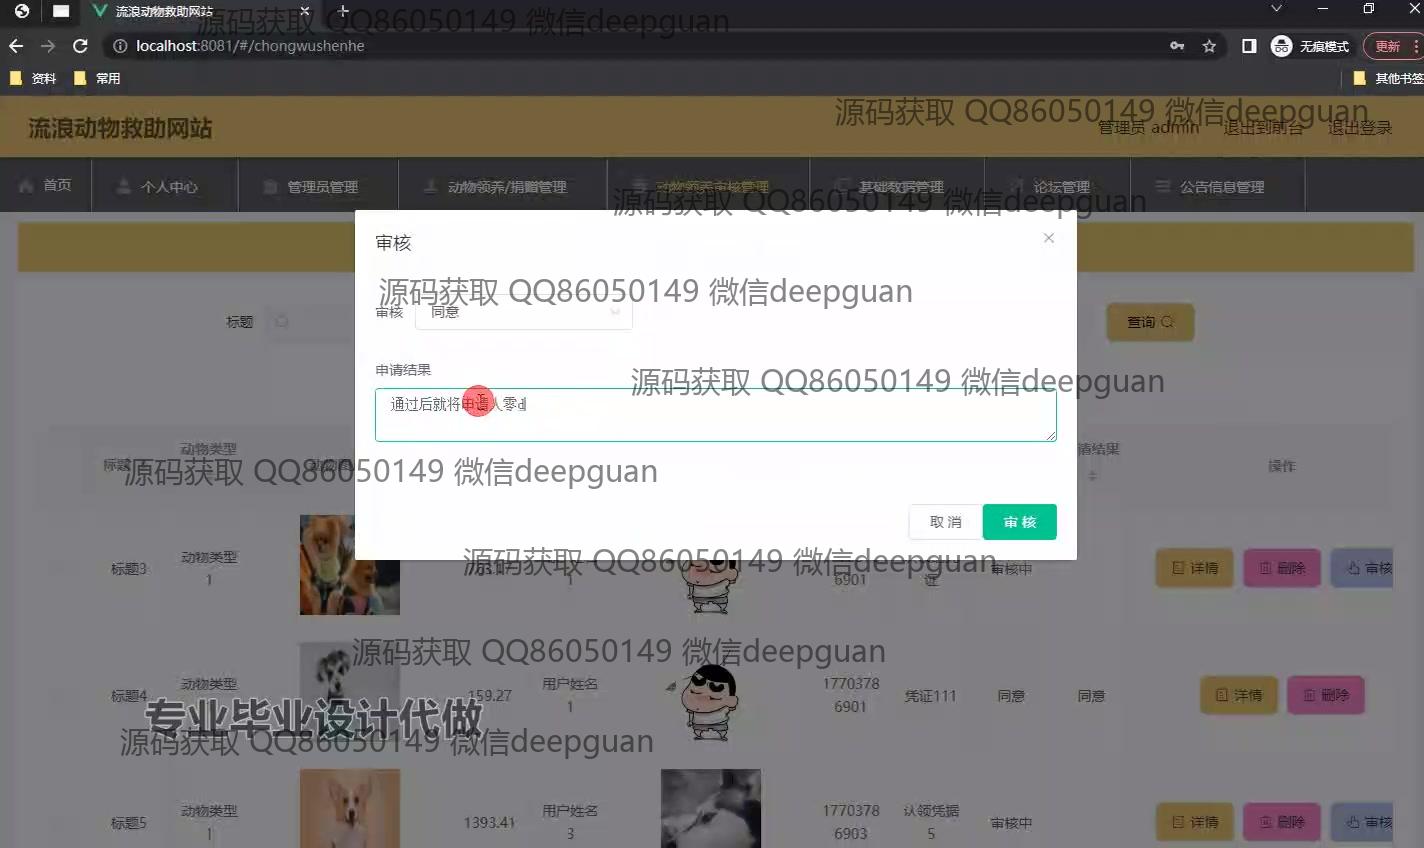 流浪动物救助网站
源码获取 QQ86050149 微信deepguan
localhost:8081/#/chongwushenhe
无痕模式
更新
资料
常用
其他书签
流浪动物救助网站
源码获取 QQ86050149 微信deepguan
管理员 admin
退出到前台
退出登录
首页
个人中心
管理员管理
动物领养/捐赠管理
动物领养审核管理
基础数据管理
论坛管理
公告信息管理
源码获取 QQ86050149 微信deepguan
审核
源码获取 QQ86050149 微信deepguan
审核
同意
标题
查询
申请结果
源码获取 QQ86050149 微信deepguan
通过后就将申请人零d
标题
动物类型
请结果
操作
源码获取 QQ86050149 微信deepguan
取 消
审 核
源码获取 QQ86050149 微信deepguan
标题3
动物类型
1
1
6901
证
审核中
详情
删除
审核
源码获取 QQ86050149 微信deepguan
标题4
动物类型
159.27
用户姓名
1
1770378
6901
凭证111
同意
同意
详情
删除
专业毕业设计代做
源码获取 QQ86050149 微信deepguan
标题5
动物类型
1
1393.41
用户姓名
3
1770378
6903
认领凭据
5
审核中
详情
删除
审核